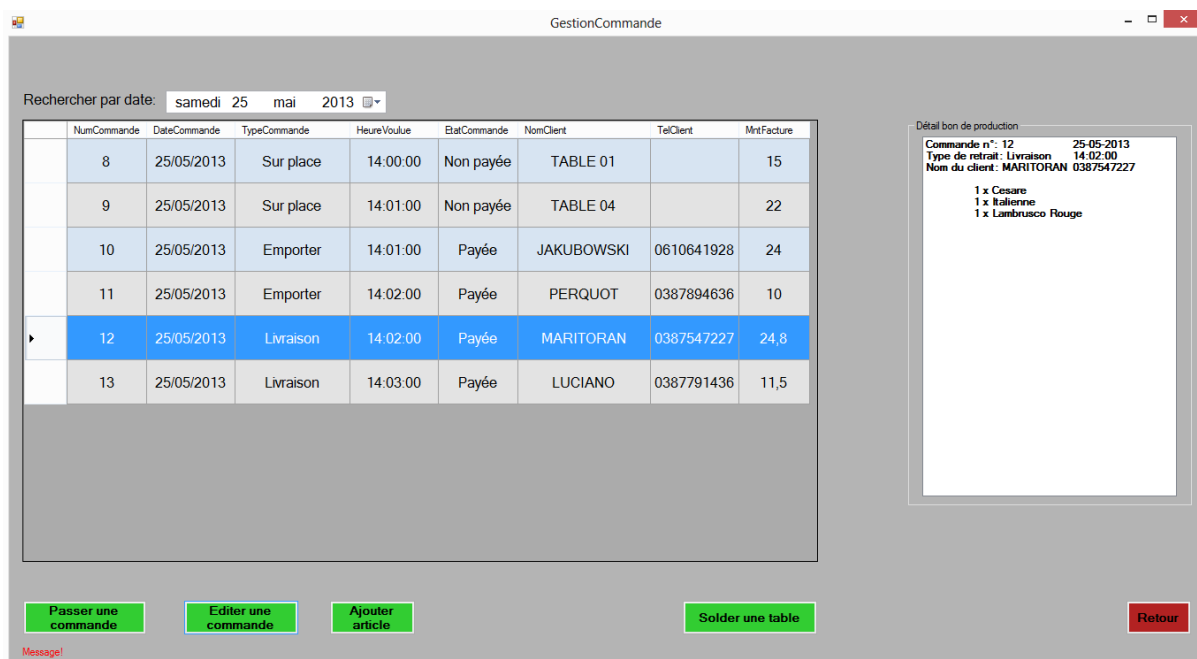 GestionCommande
Rechercher par date: samedi 25 mai 2013
NumCommande DateCommande TypeCommande HeureVoulue EtatCommande NomClient TelClient MntFacture
8 25/05/2013 Sur place 14:00:00 Non payée TABLE 01 15
9 25/05/2013 Sur place 14:01:00 Non payée TABLE 04 22
10 25/05/2013 Emporter 14:01:00 Payée JAKUBOWSKI 0610641928 24
11 25/05/2013 Emporter 14:02:00 Payée PERQUOT 0387894636 10
12 25/05/2013 Livraison 14:02:00 Payée MARITORAN 0387547227 24,8
13 25/05/2013 Livraison 14:03:00 Payée LUCIANO 0387791436 11,5
Détail bon de production
Commande n°: 12 25-05-2013
Type de retrait: Livraison 14:02:00
Nom du client: MARITORAN 0387547227
1 x Cesare
1 x Italienne
1 x Lambrusco Rouge
Passer une
commande
Editer une
commande
Ajouter
article
Solder une table
Retour
Message!